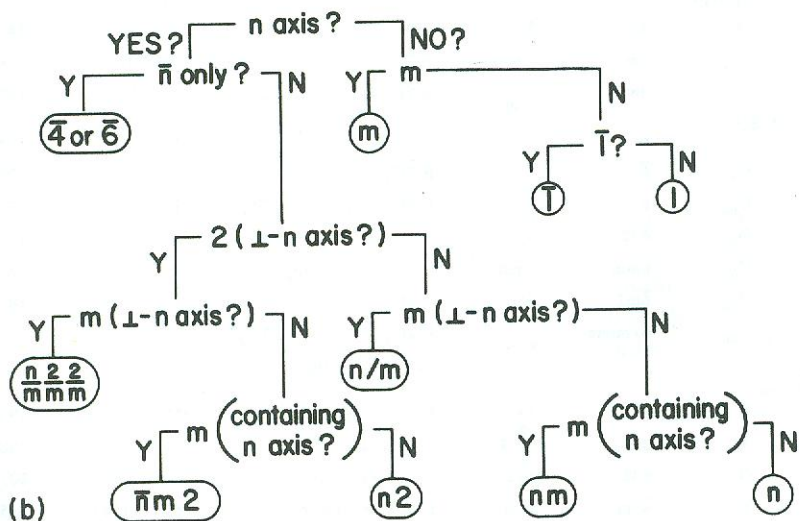 n axis?
YES? NO?
Y n̄ only? N Y m N
4̄ or 6̄ m Y 1̄? N
1̄ 1
2 (⊥-n axis?)
Y N
Y m (⊥-n axis?) N Y m (⊥-n axis?) N
n/m 2/m 2/m n/m
Y m (containing n axis?) N Y m (containing n axis?) N
n̄m 2 n2 nm n
(b)